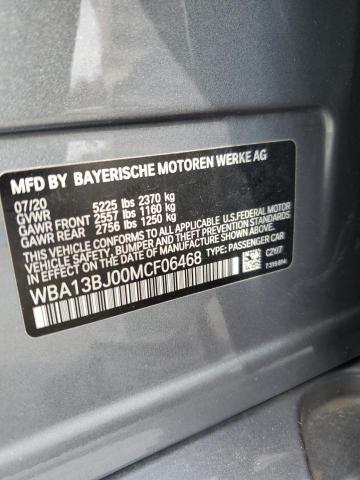 MFD BY BAYERISCHE MOTOREN WERKE AG
07/20
GVWR 5225 lbs 2370 kg
GAWR FRONT 2557 lbs 1160 kg
GAWR REAR 2756 lbs 1250 kg
THIS VEHICLE CONFORMS TO ALL APPLICABLE U.S. FEDERAL MOTOR
VEHICLE SAFETY, BUMPER, AND THEFT PREVENTION STANDARDS
IN EFFECT ON THE DATE OF MANUFACTURE SHOWN ABOVE.
WBA13BJ00MCF06468 TYPE: PASSENGER CAR
C2Y/7